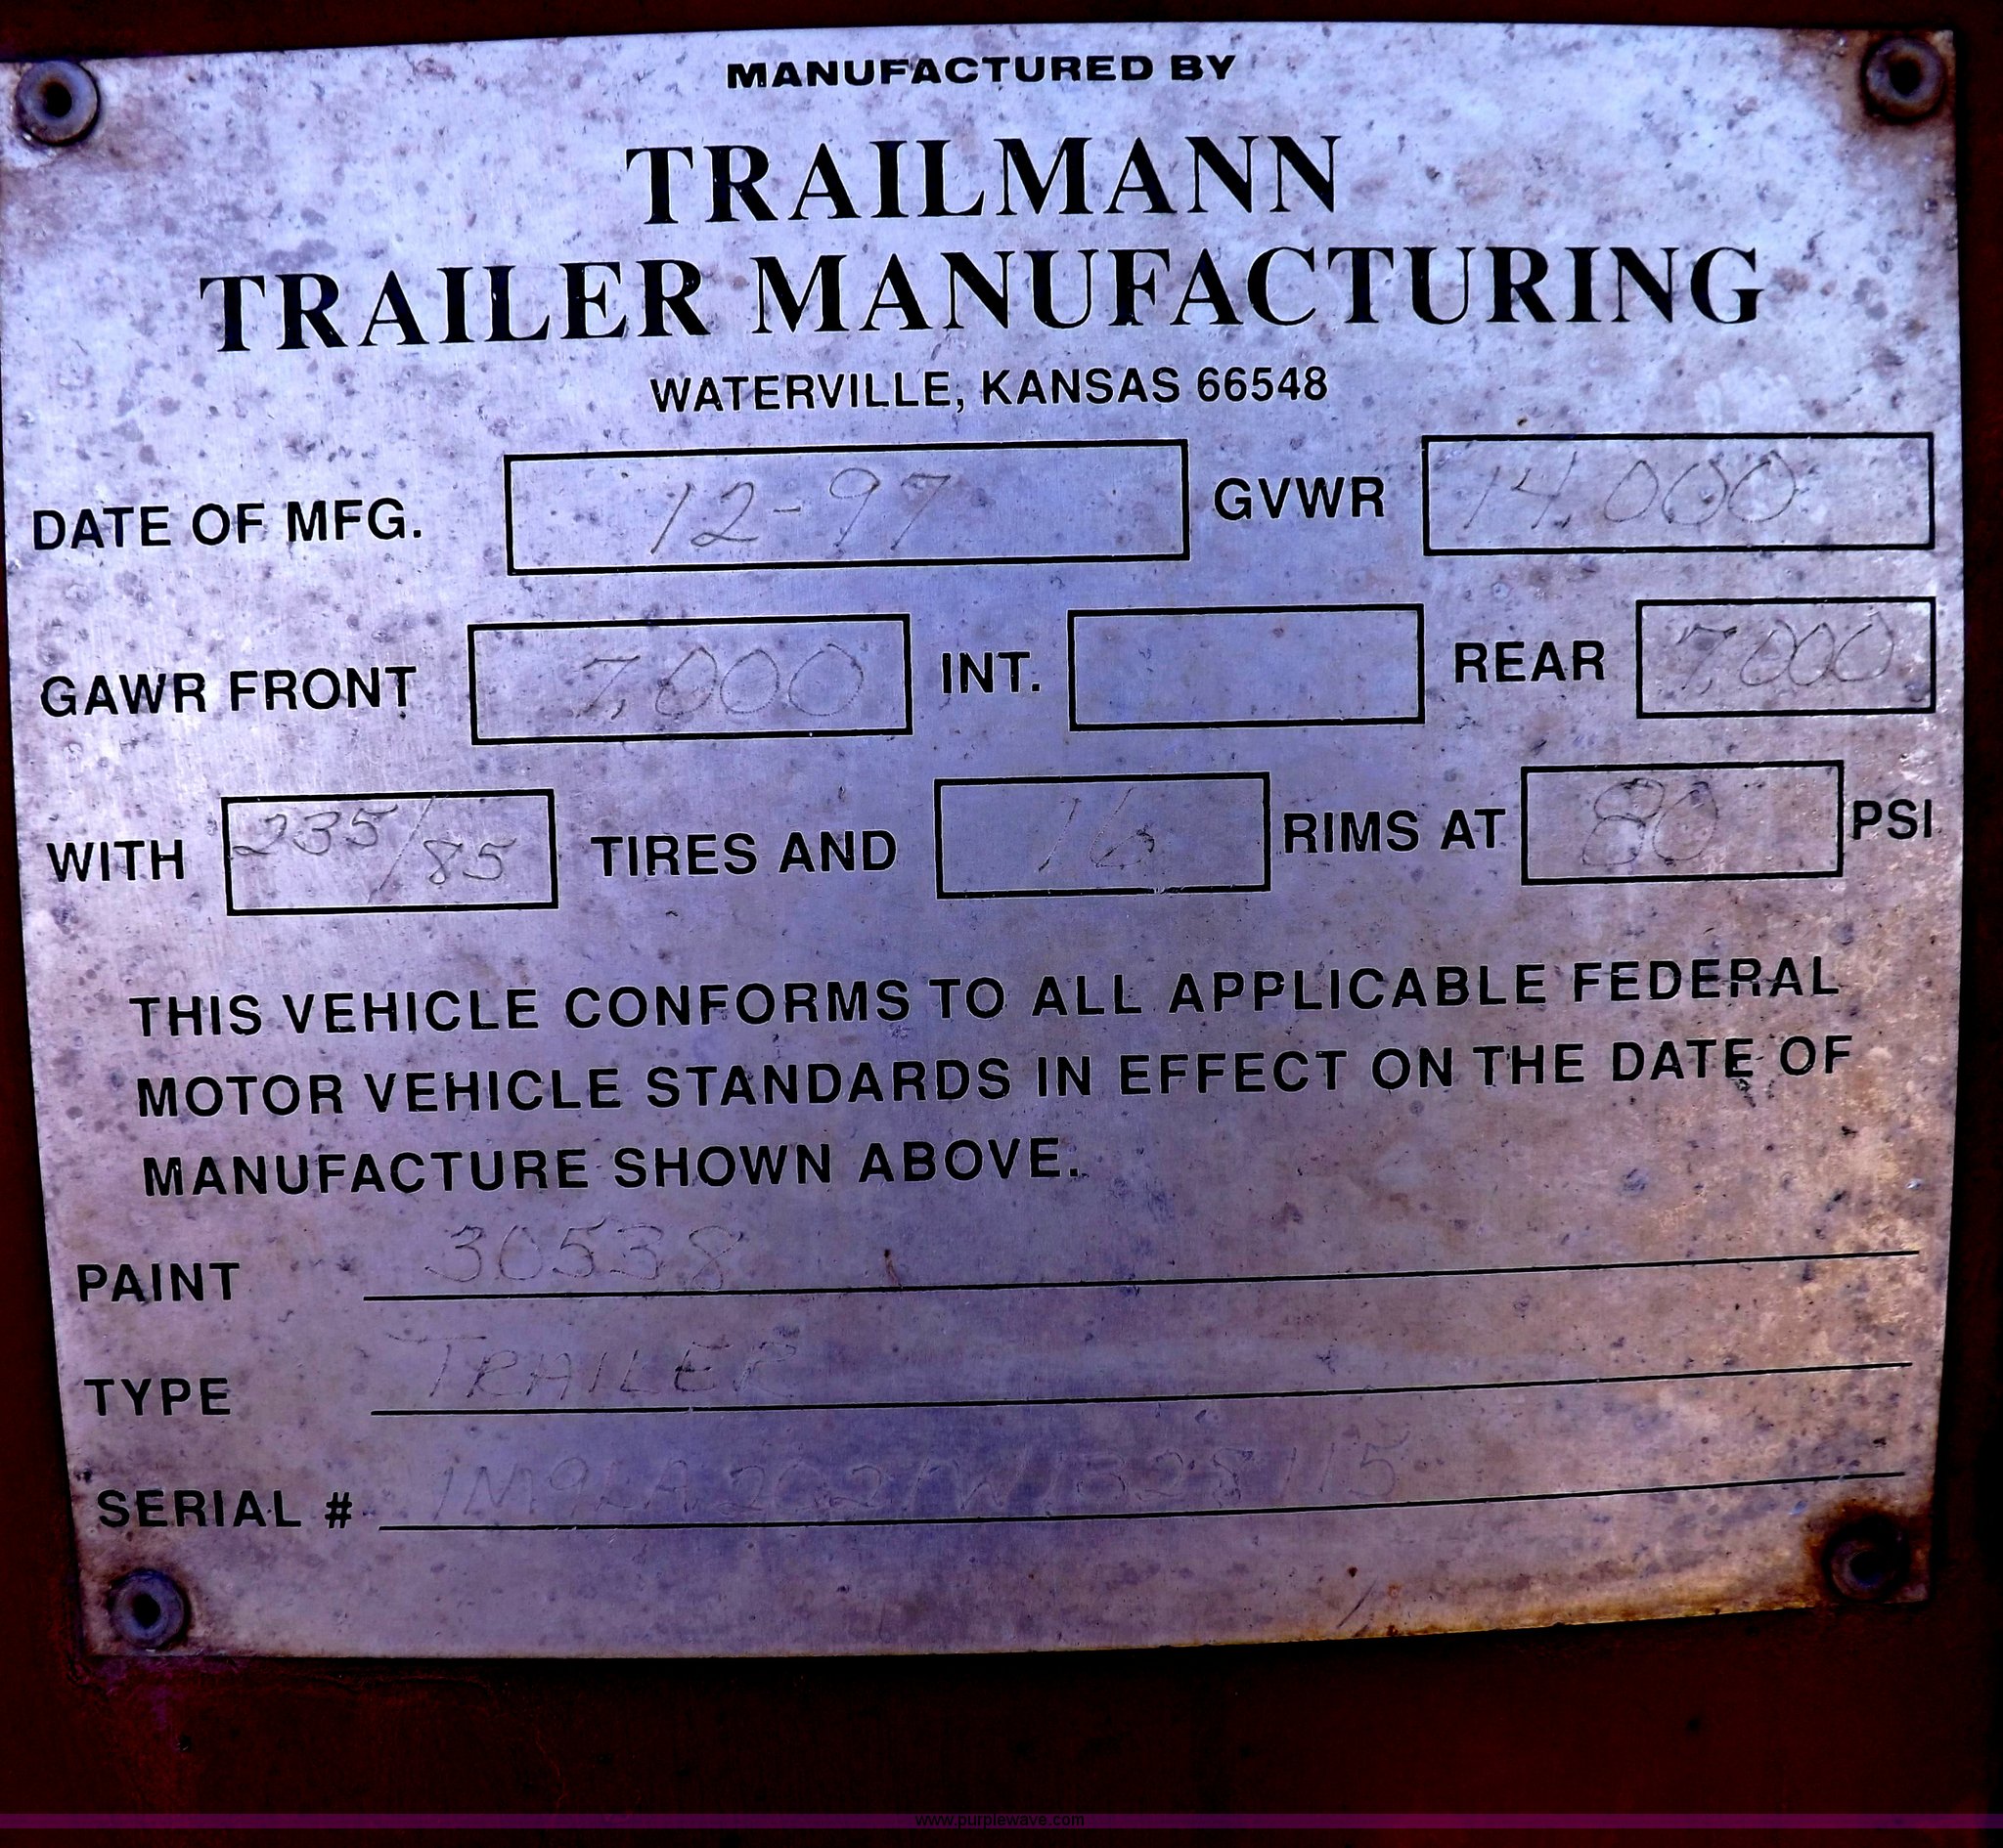 MANUFACTURED BY
TRAILMANN
TRAILER MANUFACTURING
WATERVILLE, KANSAS 66548
DATE OF MFG. 12-97 GVWR 14,000
GAWR FRONT 7,000 INT. REAR 7,000
WITH 235/85 TIRES AND 16 RIMS AT 80 PSI
THIS VEHICLE CONFORMS TO ALL APPLICABLE FEDERAL
MOTOR VEHICLE STANDARDS IN EFFECT ON THE DATE OF
MANUFACTURE SHOWN ABOVE.
PAINT 30538
TYPE TRAILER
SERIAL #
www.purplewave.com